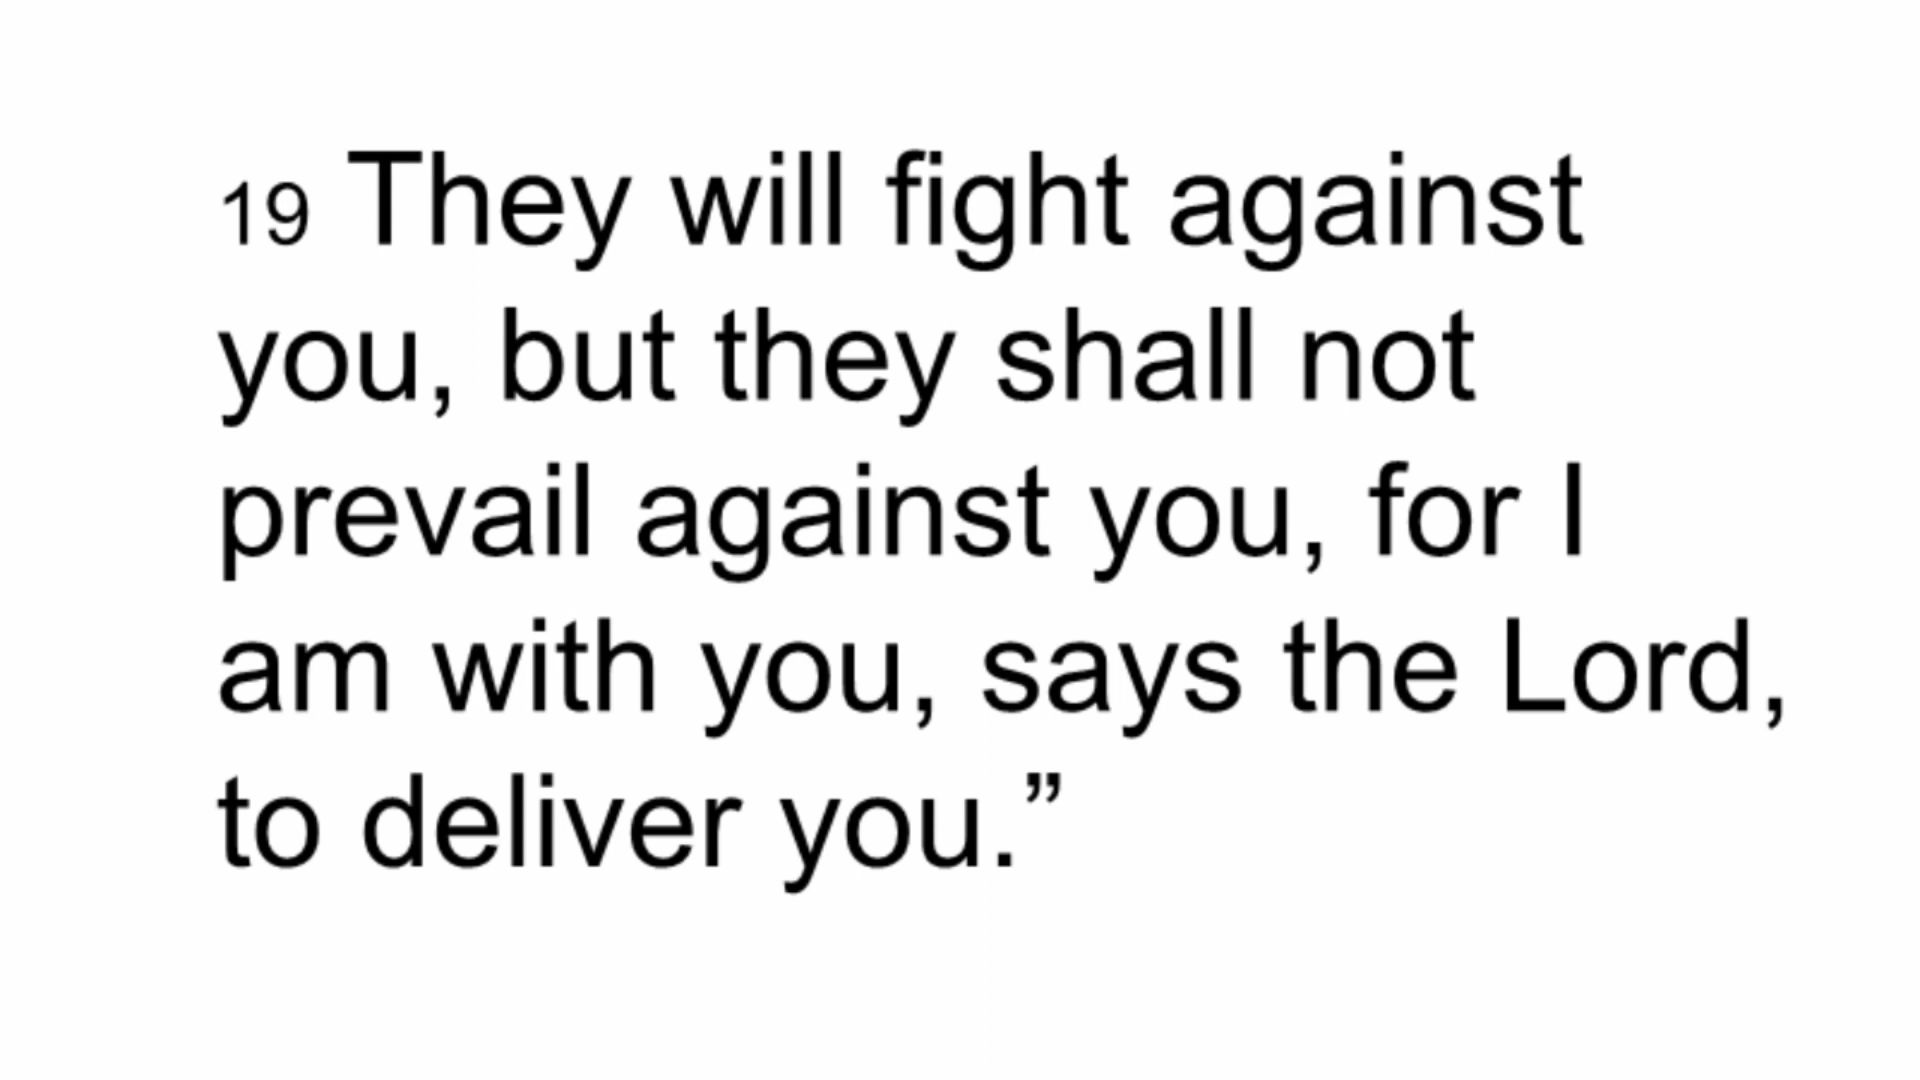 19 They will fight against
you, but they shall not
prevail against you, for I
am with you, says the Lord,
to deliver you.”